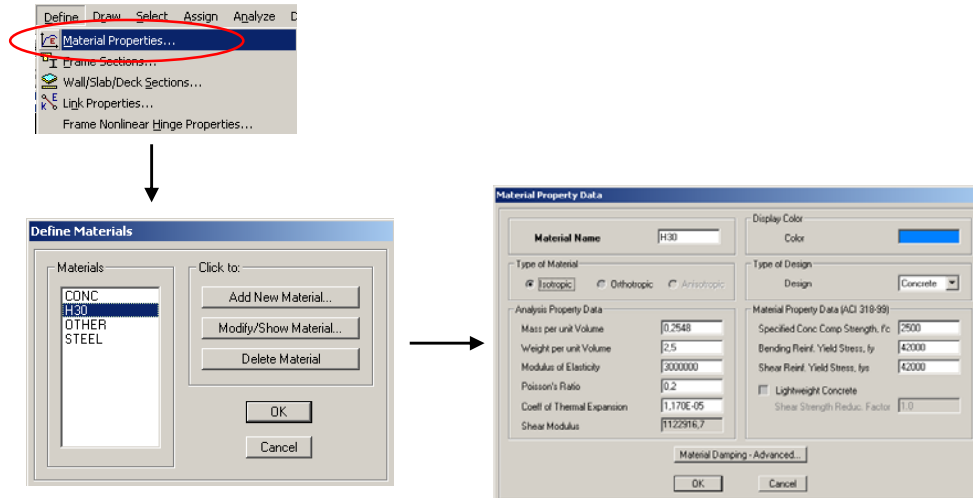 Define Draw Select Assign Analyze D
Material Properties...
Frame Sections...
Wall/Slab/Deck Sections...
Link Properties...
Frame Nonlinear Hinge Properties...
Define Materials
Materials
CONC
H30
OTHER
STEEL
Click to:
Add New Material...
Modify/Show Material...
Delete Material
OK
Cancel
Material Property Data
Material Name H30
Display Color
Color
Type of Material
Isotropic Orthotropic Anisotropic
Type of Design
Design Concrete
Analysis Property Data
Mass per unit Volume 0,2548
Weight per unit Volume 2,5
Modulus of Elasticity 3000000
Poisson's Ratio 0.2
Coeff of Thermal Expansion 1,170E-05
Shear Modulus 1122916,7
Material Property Data (ACI 318-99)
Specified Conc Comp Strength, f'c 2500
Bending Reinf. Yield Stress, fy 42000
Shear Reinf. Yield Stress, fys 42000
Lightweight Concrete
Shear Strength Reduc. Factor 1.0
Material Damping - Advanced...
OK Cancel